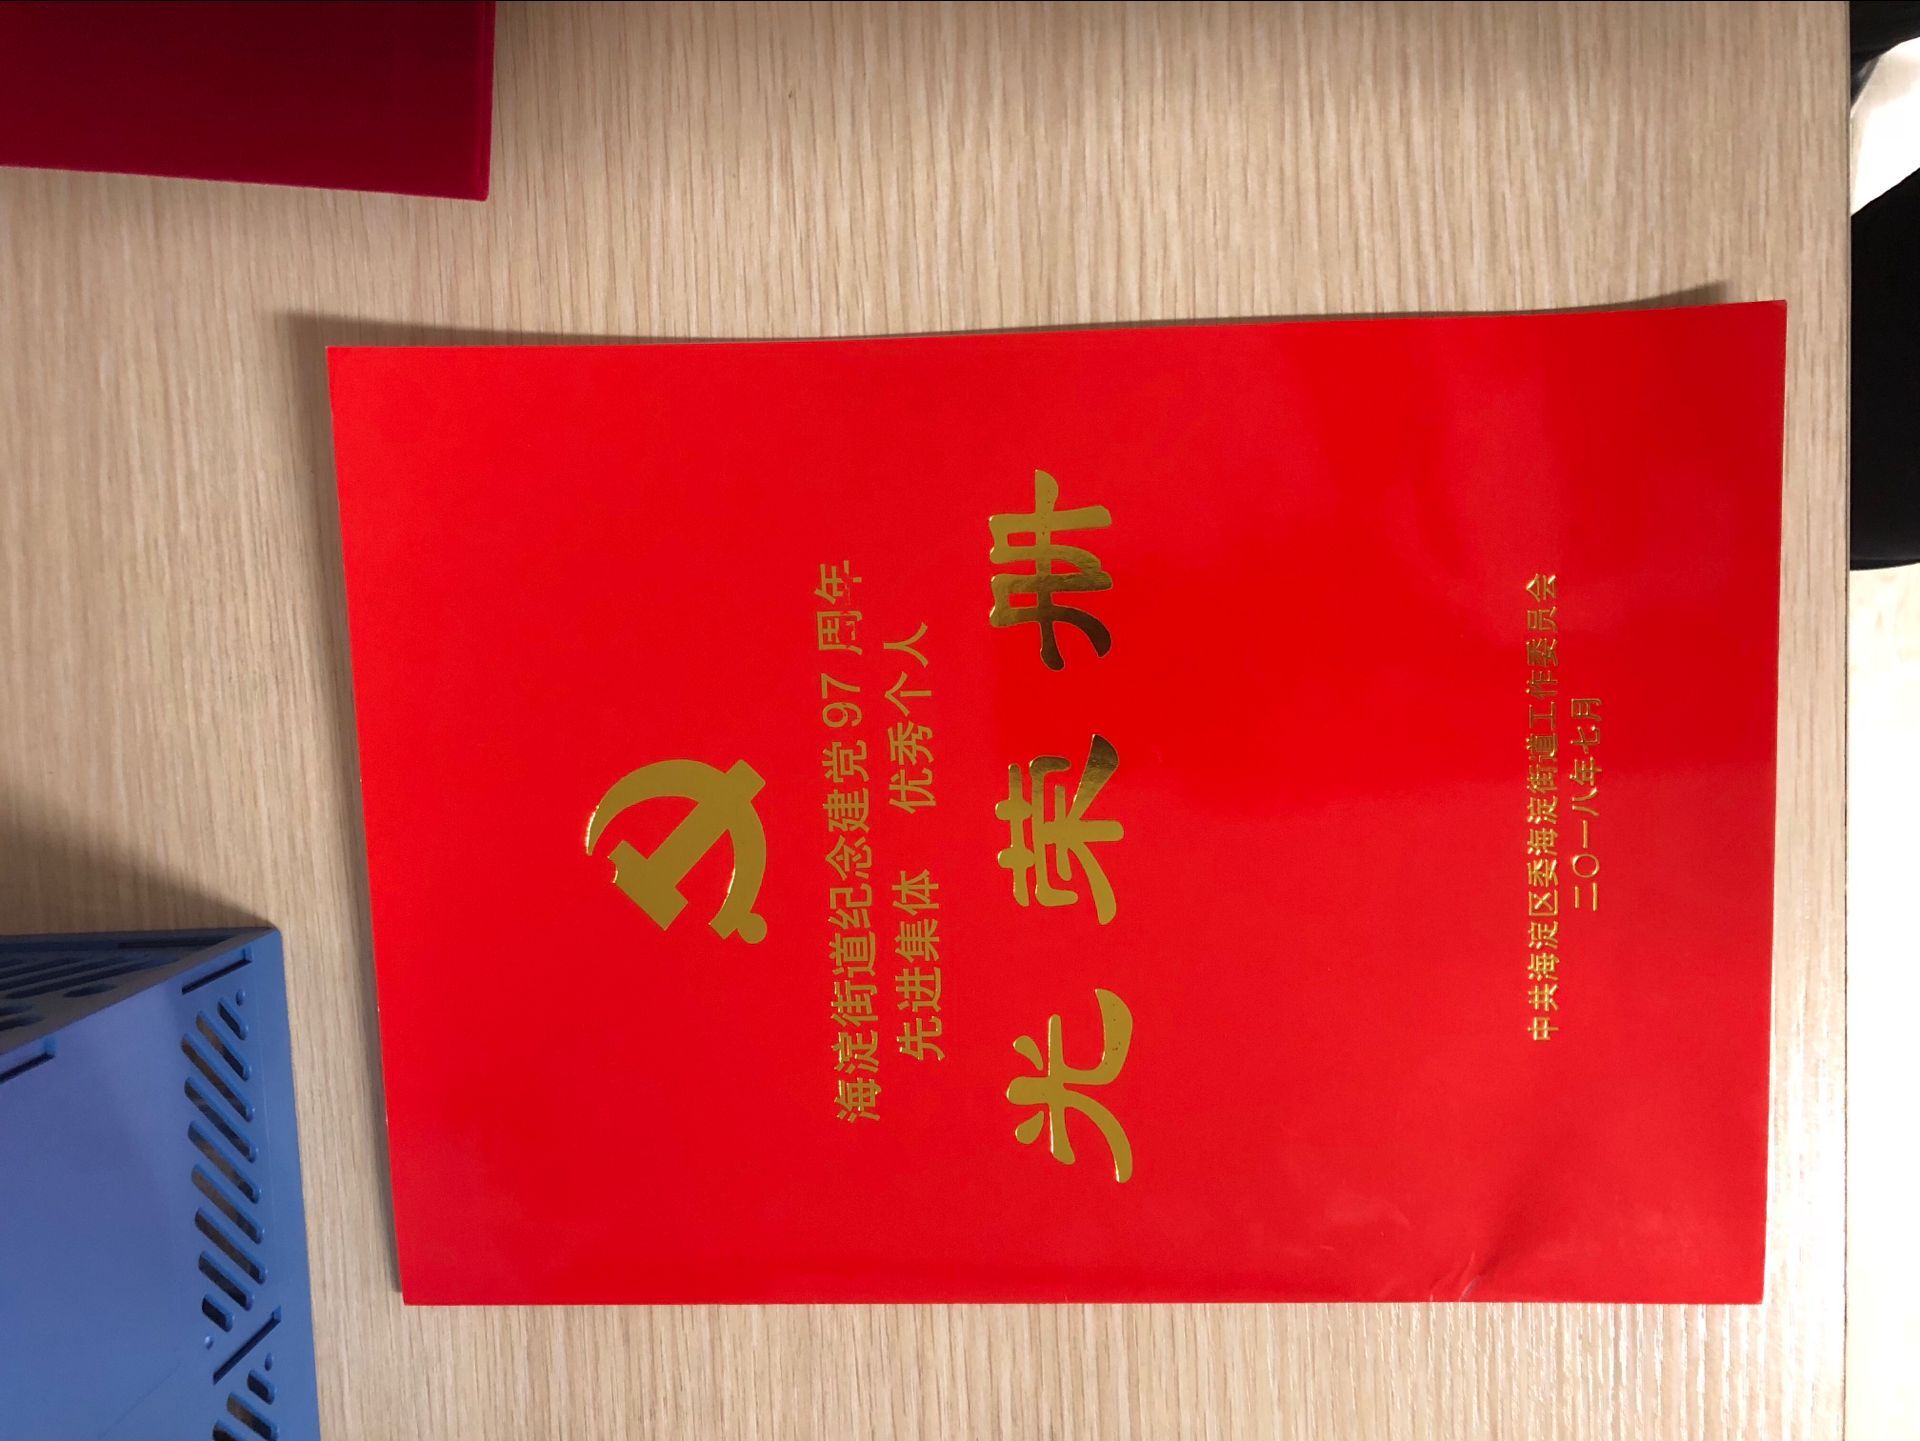 海淀街道纪念建党97周年
先进集体 优秀个人
光荣册
中共海淀区委海淀街道工作委员会
二〇一八年七月